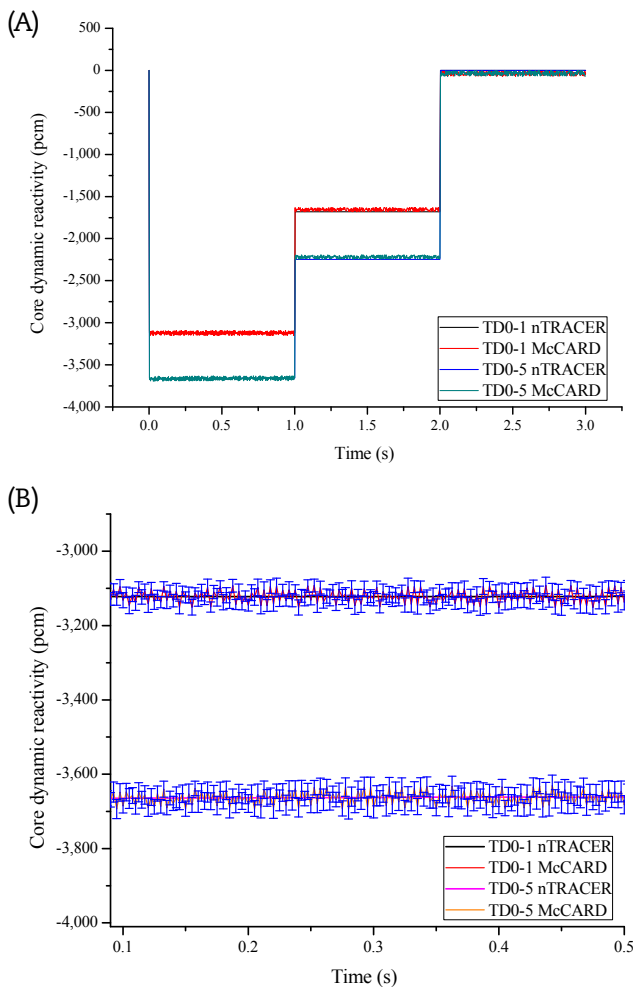 (A)
500
0
-500
-1,000
-1,500
-2,000
-2,500
-3,000
-3,500
-4,000
Core dynamic reactivity (pcm)
TD0-1 nTRACER
TD0-1 McCARD
TD0-5 nTRACER
TD0-5 McCARD
0.0 0.5 1.0 1.5 2.0 2.5 3.0
Time (s)
(B)
-3,000
-3,200
-3,400
-3,600
-3,800
-4,000
Core dynamic reactivity (pcm)
TD0-1 nTRACER
TD0-1 McCARD
TD0-5 nTRACER
TD0-5 McCARD
0.1 0.2 0.3 0.4 0.5
Time (s)